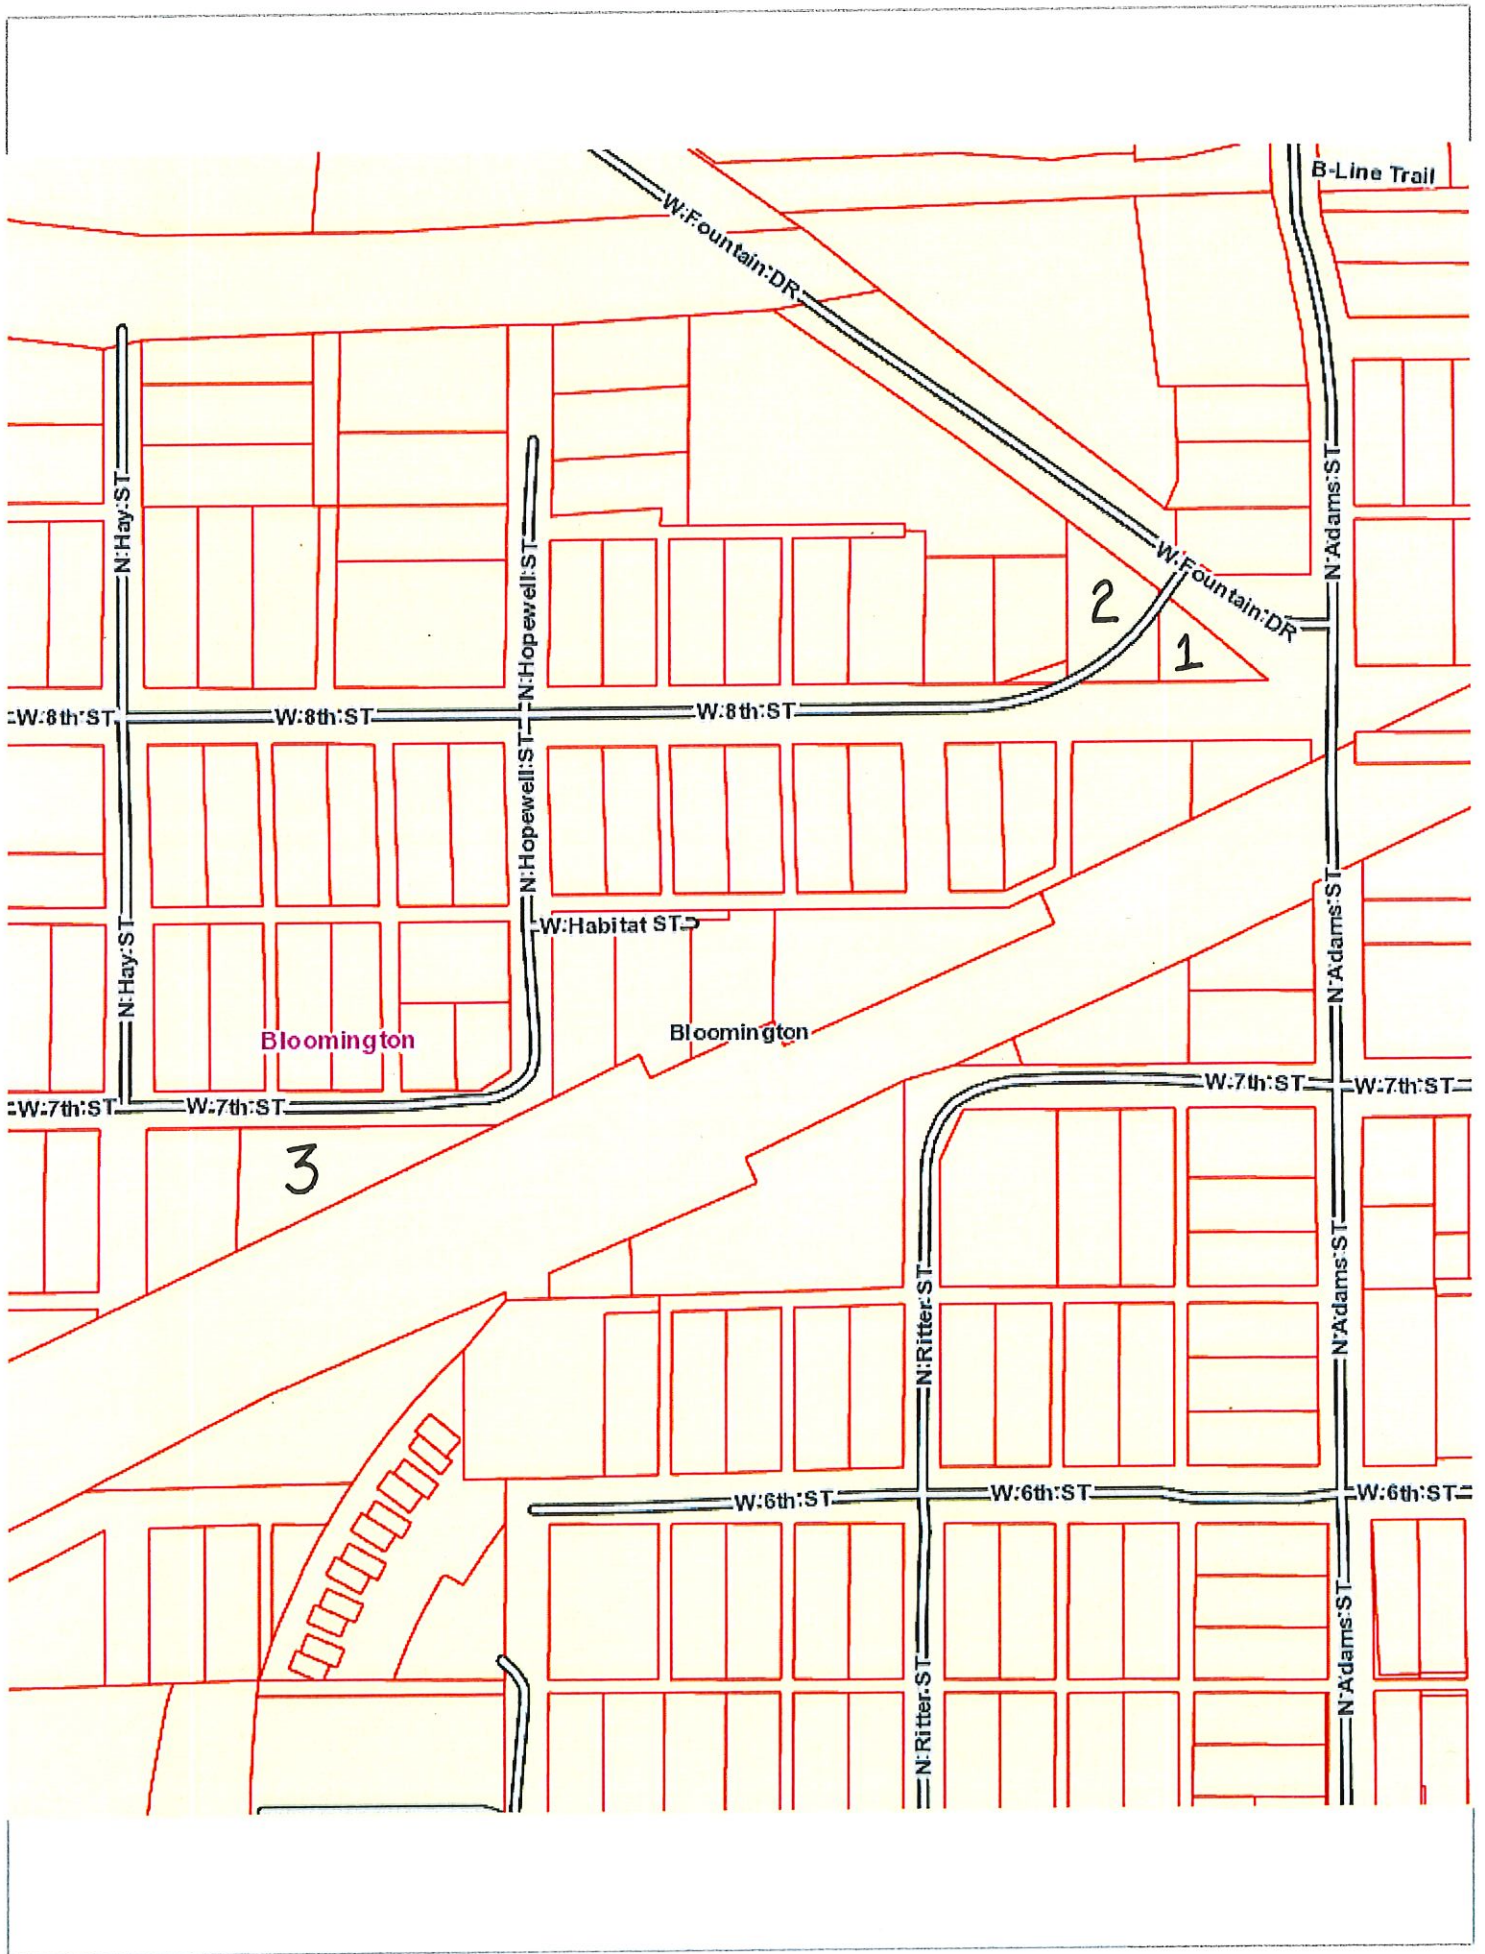 B-Line Trail
W Fountain DR
N Hay ST
N Hopewell ST
N Adams ST
W Fountain DR
2
1
W 8th ST
W 8th ST
W 8th ST
N Hopewell ST
N Hay ST
W Habitat ST
N Adams ST
Bloomington
Bloomington
W 7th ST
W 7th ST
W 7th ST
W 7th ST
3
N Ritter ST
N Adams ST
W 6th ST
W 6th ST
W 6th ST
N Ritter ST
N Adams ST